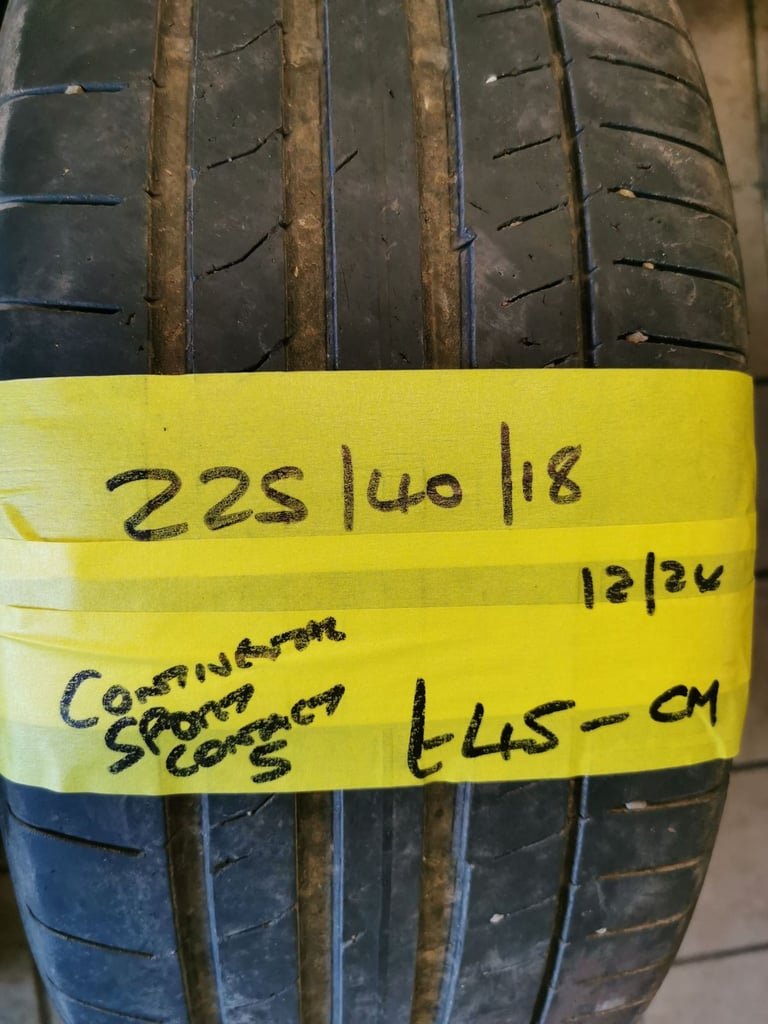 225/40/18
12/24
CONTINENTAL
SPORT
CONTACT
5
£45-CM